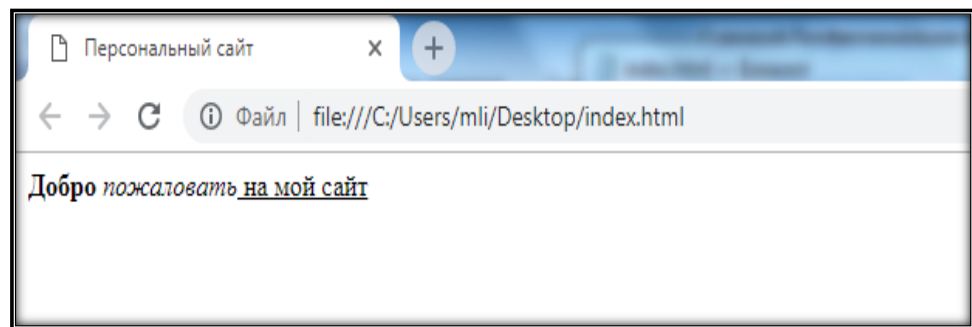 Персональный сайт
Файл | file:///C:/Users/mli/Desktop/index.html
Добро пожаловать на мой сайт